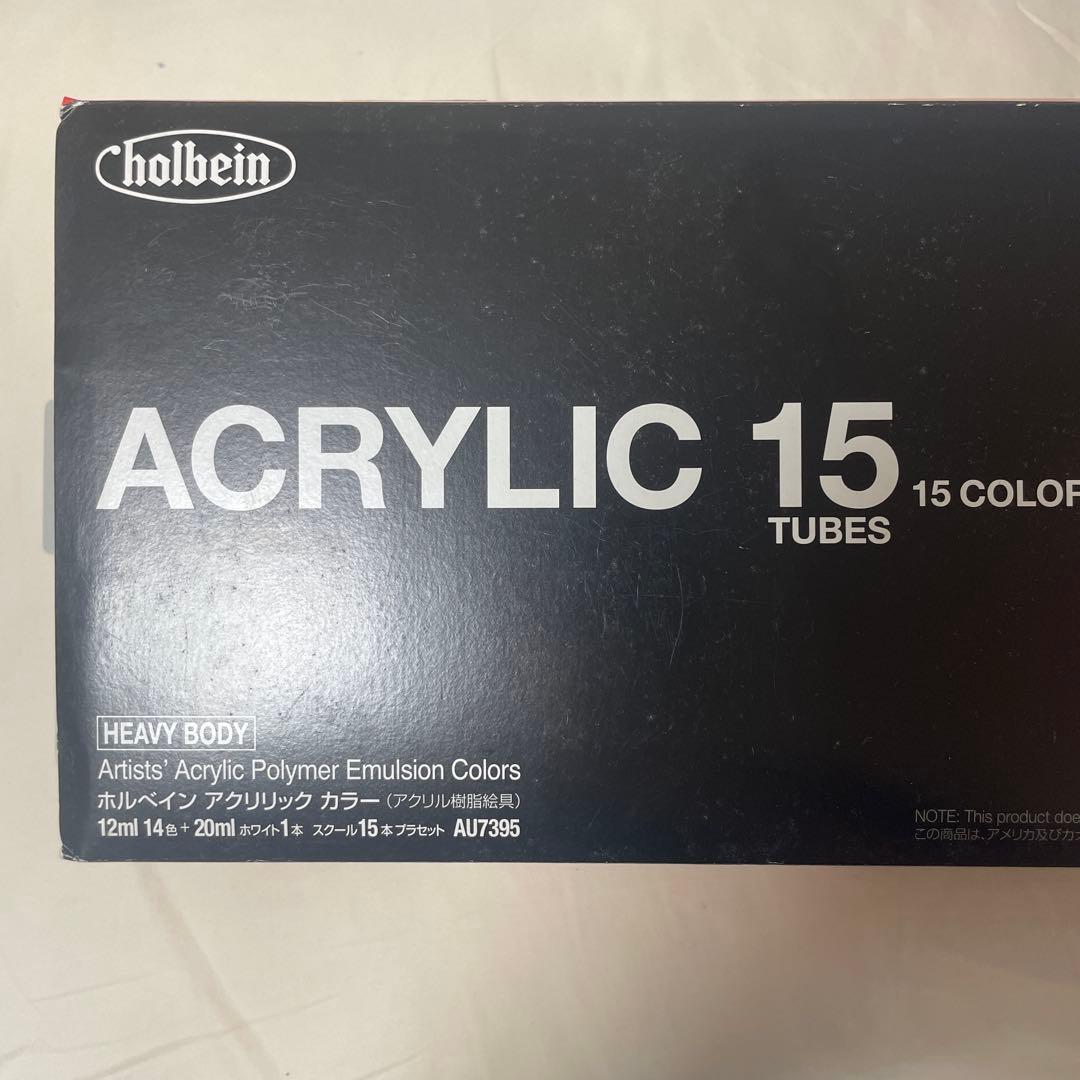 holbein
ACRYLIC 15
TUBES
15 COLOR
HEAVY BODY
Artists' Acrylic Polymer Emulsion Colors
ホルベイン アクリリック カラー（アクリル樹脂絵具）
12ml 14色 + 20ml ホワイト1本 スクール15本プラセット AU7395
NOTE: This product doe
この商品は、アメリカ及びカナ